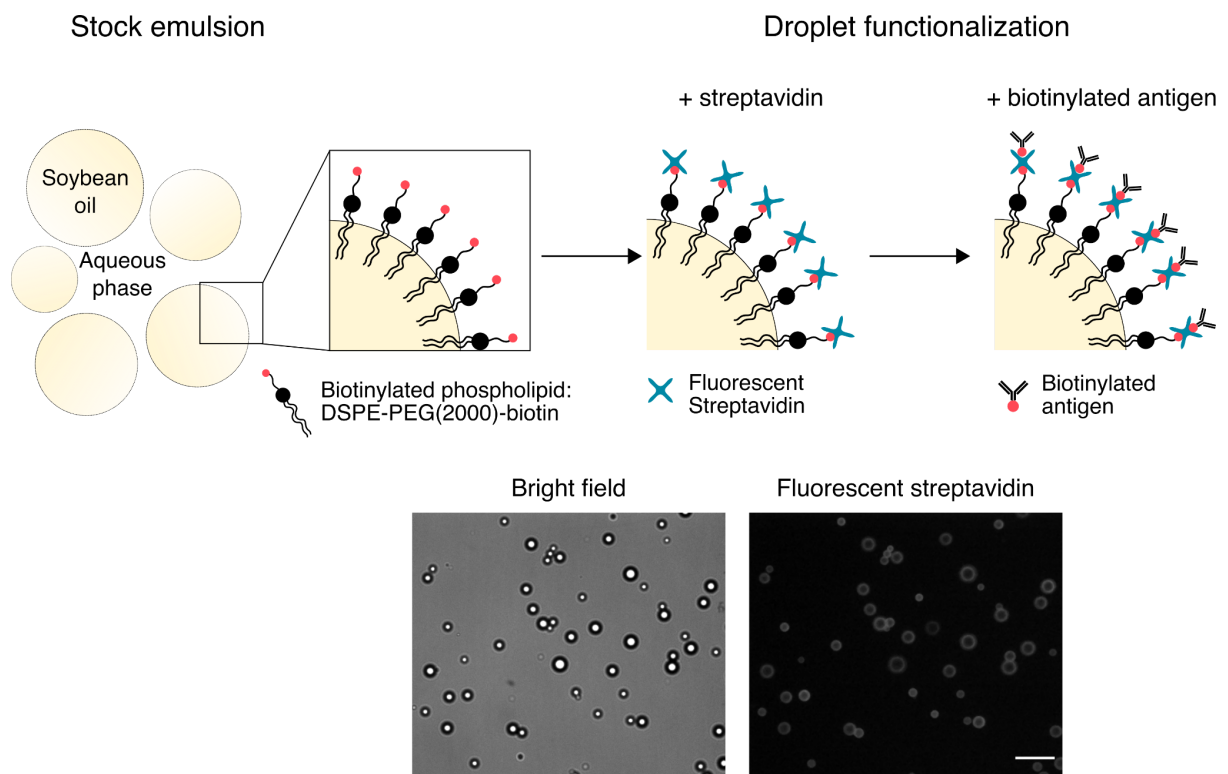 Stock emulsion
Droplet functionalization
+ streptavidin
+ biotinylated antigen
Soybean
oil
Aqueous
phase
Biotinylated phospholipid:
DSPE-PEG(2000)-biotin
Fluorescent
Streptavidin
Biotinylated
antigen
Bright field
Fluorescent streptavidin